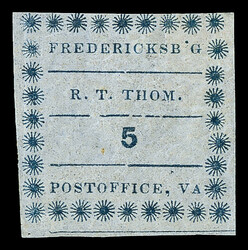 FREDERICKSB'G
R. T. THOM.
5
POSTOFFICE, VA